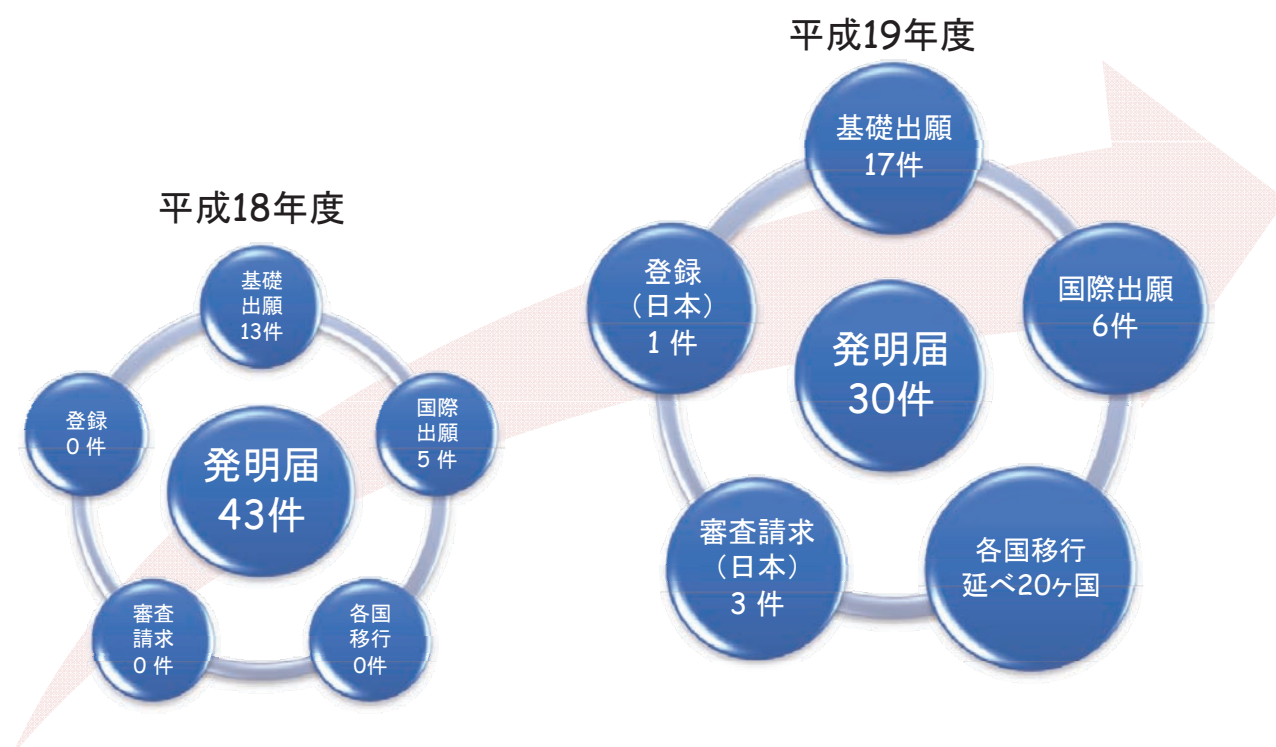 平成18年度
基礎
出願
13件
国際
出願
5 件
各国
移行
0件
審査
請求
0 件
登録
0 件
発明届
43件
平成19年度
基礎出願
17件
国際出願
6件
各国移行
延べ20ヶ国
審査請求
（日本）
3 件
登録
（日本）
1 件
発明届
30件